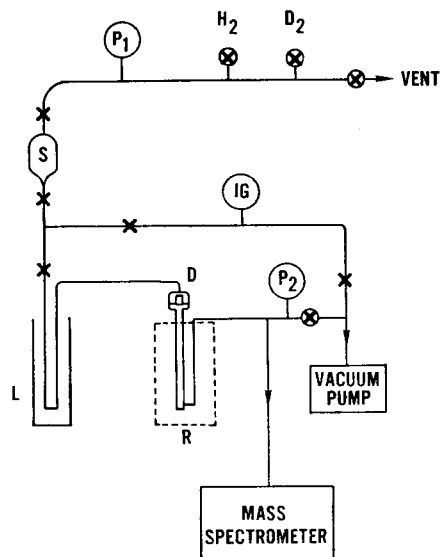 H2
D2
P1
VENT
S
IG
D
P2
L
R
VACUUM
PUMP
MASS
SPECTROMETER